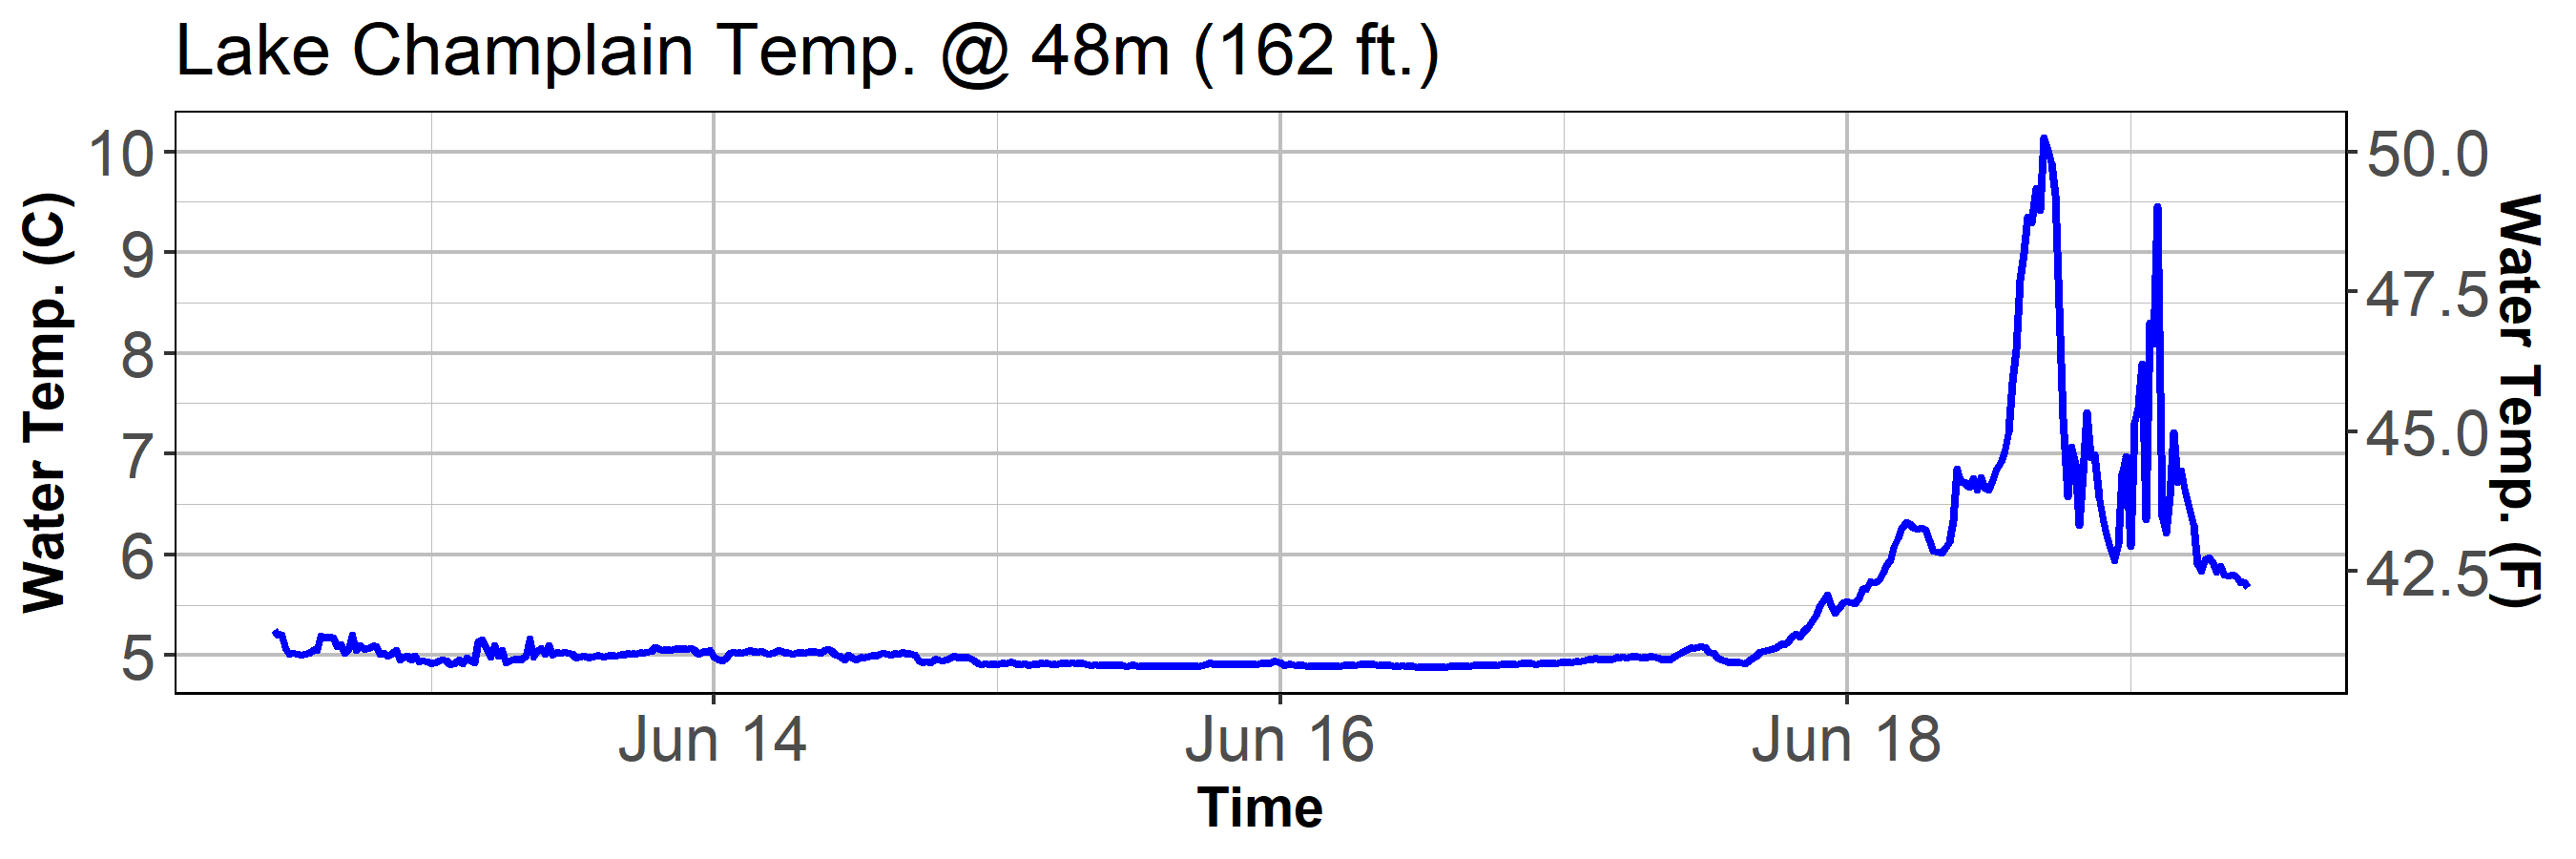 Lake Champlain Temp. @ 48m (162 ft.)
Water Temp. (C)
10
9
8
7
6
5
50.0
47.5
45.0
42.5
Water Temp. (F)
Jun 14
Jun 16
Jun 18
Time